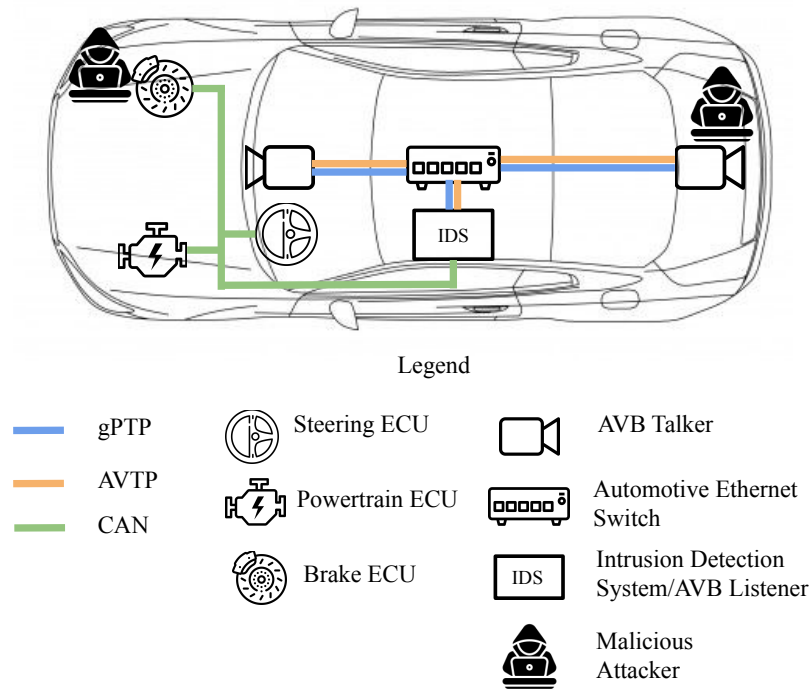 IDS
Legend
gPTP
AVTP
CAN
Steering ECU
Powertrain ECU
Brake ECU
AVB Talker
Automotive Ethernet
Switch
IDS
Intrusion Detection
System/AVB Listener
Malicious
Attacker